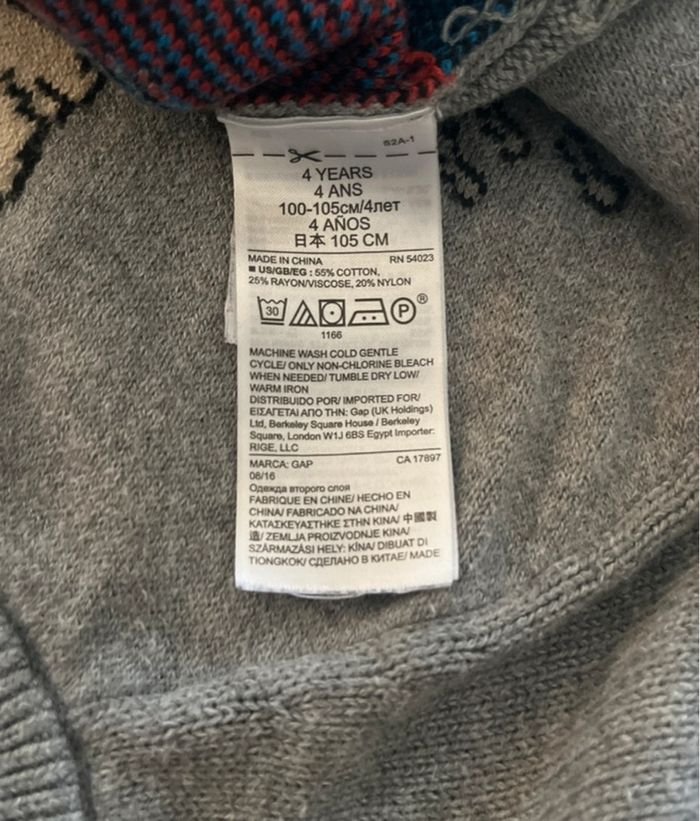 S2A-1
4 YEARS
4 ANS
100-105см/4лет
4 AÑOS
日本 105 CM
MADE IN CHINA RN 54023
■ US/GB/EG : 55% COTTON,
25% RAYON/VISCOSE, 20% NYLON
30 P®
1166
MACHINE WASH COLD GENTLE
CYCLE/ ONLY NON-CHLORINE BLEACH
WHEN NEEDED/ TUMBLE DRY LOW/
WARM IRON
DISTRIBUIDO POR/ IMPORTED FOR/
ΕΙΣΑΓΕΤΑΙ ΑΠΟ ΤΗΝ: Gap (UK Holdings)
Ltd, Berkeley Square House / Berkeley
Square, London W1J 6BS Egypt Importer:
RIGE, LLC
MARCA: GAP CA 17897
08/16
Одежда второго слоя
FABRIQUE EN CHINE/ HECHO EN
CHINA/ FABRICADO NA CHINA/
ΚΑΤΑΣΚΕΥΑΣΤΗΚΕ ΣΤΗΝ ΚΙΝΑ/ 中國製
造/ ZEMLJA PROIZVODNJE KINA/
SZÁRMAZÁSI HELY: KÍNA/ DIBUAT DI
TIONGKOK/ СДЕЛАНО В КИТАЕ/ MADE